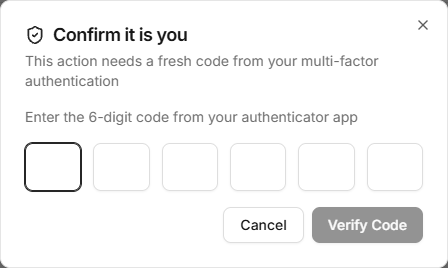 Confirm it is you
This action needs a fresh code from your multi-factor
authentication
Enter the 6-digit code from your authenticator app
Cancel
Verify Code